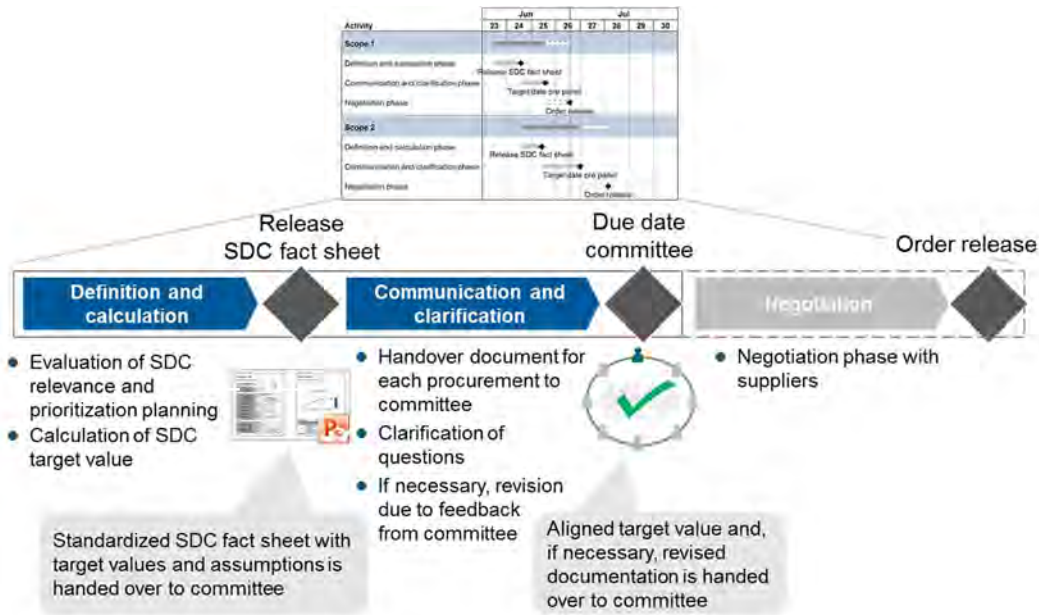 Jun Jul
Activity 23 24 25 26 27 28 29 30
Scope 1
Definition and phase
Release SDC fact sheet
Communication and clarification phase
Target date pre panel
Negotiation phase
Order release
Scope 2
Definition and calculation phase
Release SDC fact sheet
Communication and clarification phase
Target date pre panel
Negotiation phase
Order release
Release
SDC fact sheet
Due date
committee
Order release
Definition and
calculation
Communication and
clarification
Negotiation
• Evaluation of SDC
relevance and
prioritization planning
• Calculation of SDC
target value
• Handover document for
each procurement to
committee
• Clarification of
questions
• If necessary, revision
due to feedback
from committee
• Negotiation phase with
suppliers
Standardized SDC fact sheet with
target values and assumptions is
handed over to committee
Aligned target value and,
if necessary, revised
documentation is handed
over to committee